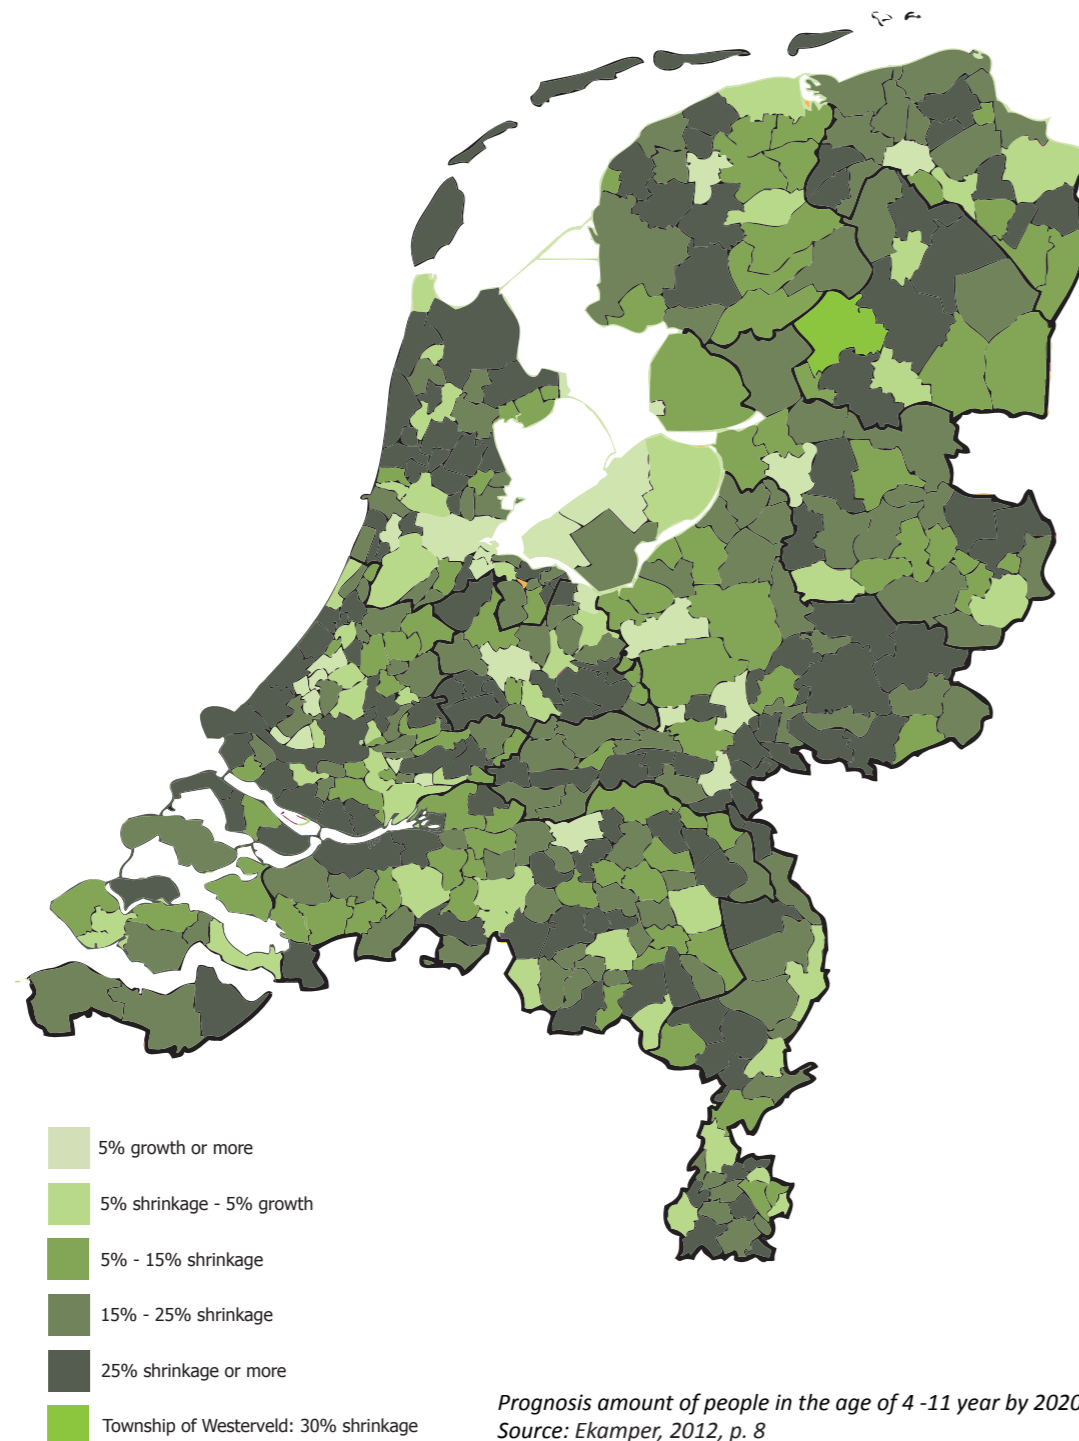 5% growth or more
5% shrinkage - 5% growth
5% - 15% shrinkage
15% - 25% shrinkage
25% shrinkage or more
Township of Westerveld: 30% shrinkage
Prognosis amount of people in the age of 4 -11 year by 2020
Source: Ekamper, 2012, p. 8